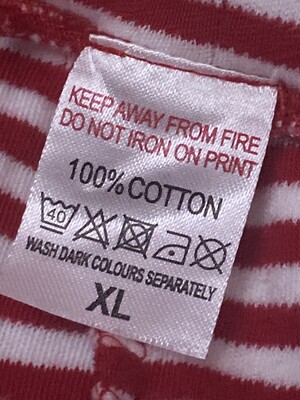 KEEP AWAY FROM FIRE
DO NOT IRON ON PRINT
100% COTTON
40
WASH DARK COLOURS SEPARATELY
XL